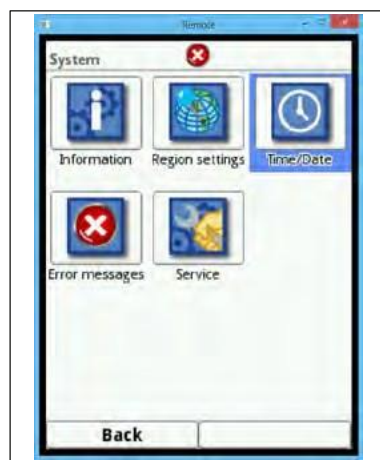 Remote
System
Information
Region settings
Time/Date
Error messages
Service
Back